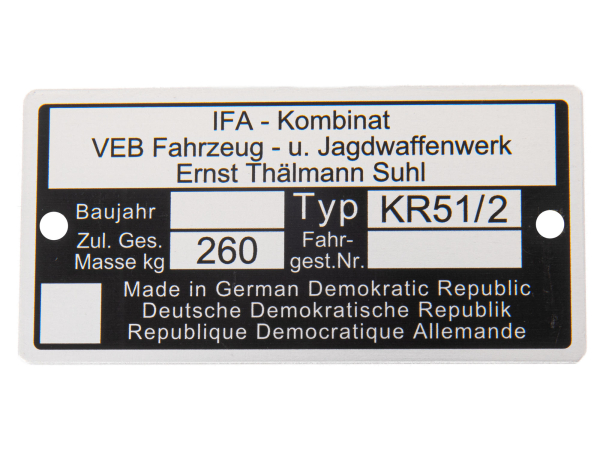 IFA - Kombinat
VEB Fahrzeug - u. Jagdwaffenwerk
Ernst Thälmann Suhl
Baujahr
Typ KR51/2
Zul. Ges.
Masse kg 260
Fahr-
gest.Nr.
Made in German Demokratic Republic
Deutsche Demokratische Republik
Republique Democratique Allemande